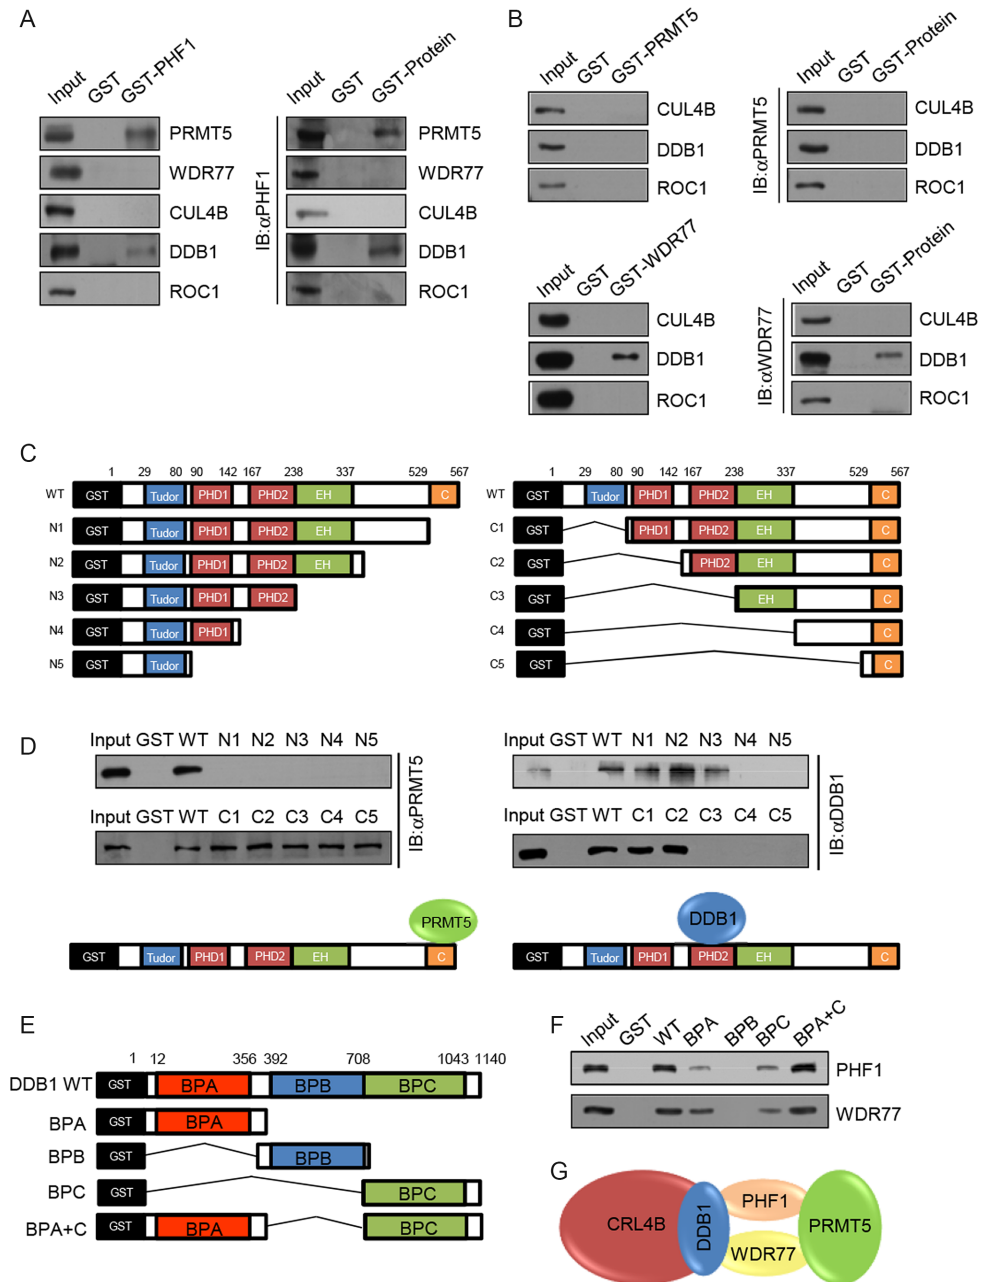 A
Input GST GST-PHF1
PRMT5
WDR77
CUL4B
DDB1
ROC1
Input GST GST-Protein
IB:αPHF1
PRMT5
WDR77
CUL4B
DDB1
ROC1
B
Input GST GST-PRMT5
CUL4B
DDB1
ROC1
Input GST GST-Protein
IB:αPRMT5
CUL4B
DDB1
ROC1
Input GST GST-WDR77
CUL4B
DDB1
ROC1
Input GST GST-Protein
IB:αWDR77
CUL4B
DDB1
ROC1
C
1 29 80 90 142 167 238 337 529 567
WT GST Tudor PHD1 PHD2 EH C
N1 GST Tudor PHD1 PHD2 EH
N2 GST Tudor PHD1 PHD2 EH
N3 GST Tudor PHD1 PHD2
N4 GST Tudor PHD1
N5 GST Tudor
1 29 80 90 142 167 238 337 529 567
WT GST Tudor PHD1 PHD2 EH C
C1 GST PHD1 PHD2 EH C
C2 GST PHD2 EH C
C3 GST EH C
C4 GST C
C5 GST C
D
Input GST WT N1 N2 N3 N4 N5
Input GST WT C1 C2 C3 C4 C5
IB:αPRMT5
Input GST WT N1 N2 N3 N4 N5
Input GST WT C1 C2 C3 C4 C5
IB:αDDB1
PRMT5
GST Tudor PHD1 PHD2 EH C
DDB1
GST Tudor PHD1 PHD2 EH C
E
1 12 356 392 708 1043 1140
DDB1 WT GST BPA BPB BPC
BPA GST BPA
BPB GST BPB
BPC GST BPC
BPA+C GST BPA BPC
F
Input GST WT BPA BPB BPC BPA+C
PHF1
WDR77
G
CRL4B DDB1 PHF1 WDR77 PRMT5